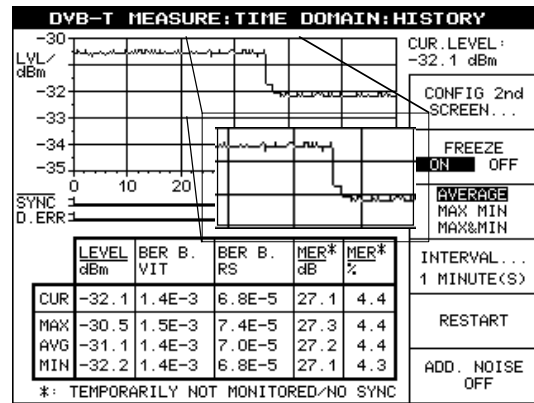 DVB-T MEASURE:TIME DOMAIN:HISTORY
-30
LVL/
dBm
-32
-33
-34
-35
0 10 20
SYNC
D.ERR
CUR.LEVEL:
-32.1 dBm
CONFIG 2nd
SCREEN...
FREEZE
ON OFF
AVERAGE
MAX MIN
MAX&MIN
INTERVAL...
1 MINUTE(S)
RESTART
ADD. NOISE
OFF
LEVEL dBm BER B. VIT BER B. RS MER* dB MER* %
CUR -32.1 1.4E-3 6.8E-5 27.1 4.4
MAX -30.5 1.5E-3 7.4E-5 27.3 4.4
AVG -31.1 1.4E-3 7.0E-5 27.2 4.4
MIN -32.2 1.4E-3 6.8E-5 27.1 4.3
*: TEMPORARILY NOT MONITORED/NO SYNC